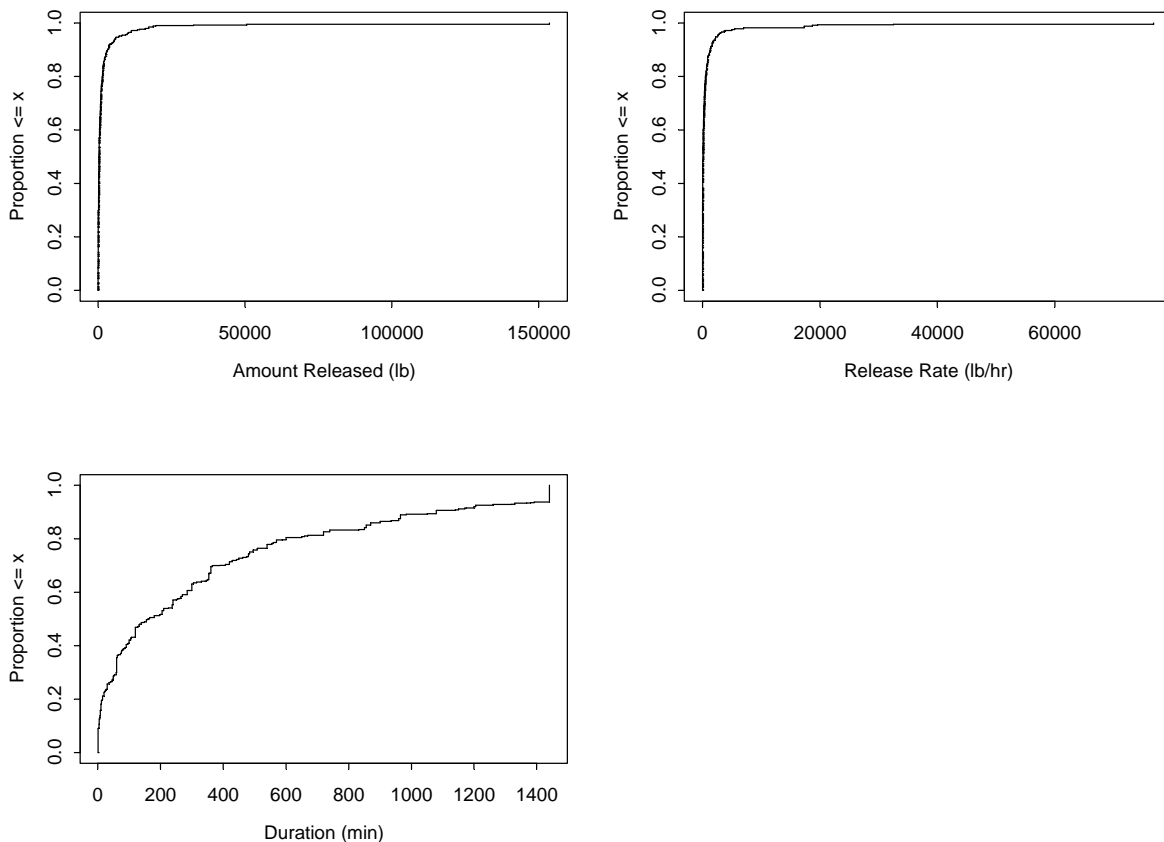 Proportion <= x
0.0 0.2 0.4 0.6 0.8 1.0
0 50000 100000 150000
Amount Released (lb)
Proportion <= x
0.0 0.2 0.4 0.6 0.8 1.0
0 20000 40000 60000
Release Rate (lb/hr)
Proportion <= x
0.0 0.2 0.4 0.6 0.8 1.0
0 200 400 600 800 1000 1200 1400
Duration (min)